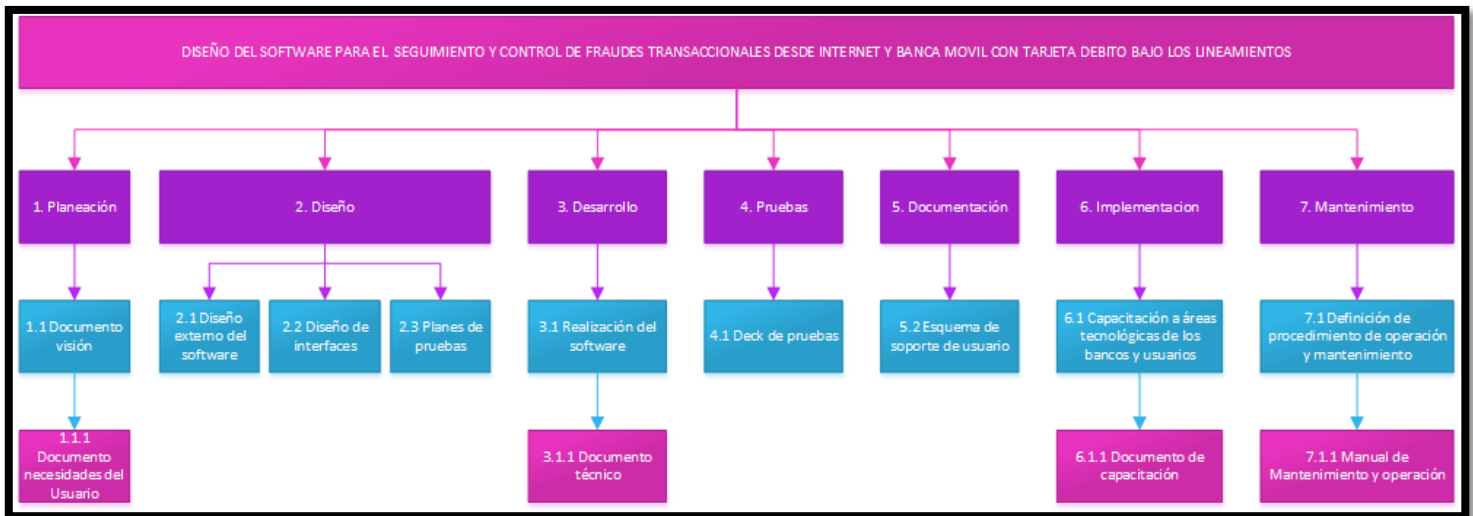 DISEÑO DEL SOFTWARE PARA EL SEGUIMIENTO Y CONTROL DE FRAUDES TRANSACCIONALES DESDE INTERNET Y BANCA MOVIL CON TARJETA DEBITO BAJO LOS LINEAMIENTOS
1. Planeación
2. Diseño
3. Desarrollo
4. Pruebas
5. Documentación
6. Implementacion
7. Mantenimiento
1.1 Documento
visión
2.1 Diseño
externo del
software
2.2 Diseño de
interfaces
2.3 Planes de
pruebas
3.1 Realización del
software
4.1 Deck de pruebas
5.2 Esquema de
soporte de usuario
6.1 Capacitación a áreas
tecnológicas de los
bancos y usuarios
7.1 Definición de
procedimiento de operación
y mantenimiento
1.1.1
Documento
necesidades del
Usuario
3.1.1 Documento
técnico
6.1.1 Documento de
capacitación
7.1.1 Manual de
Mantenimiento y operación